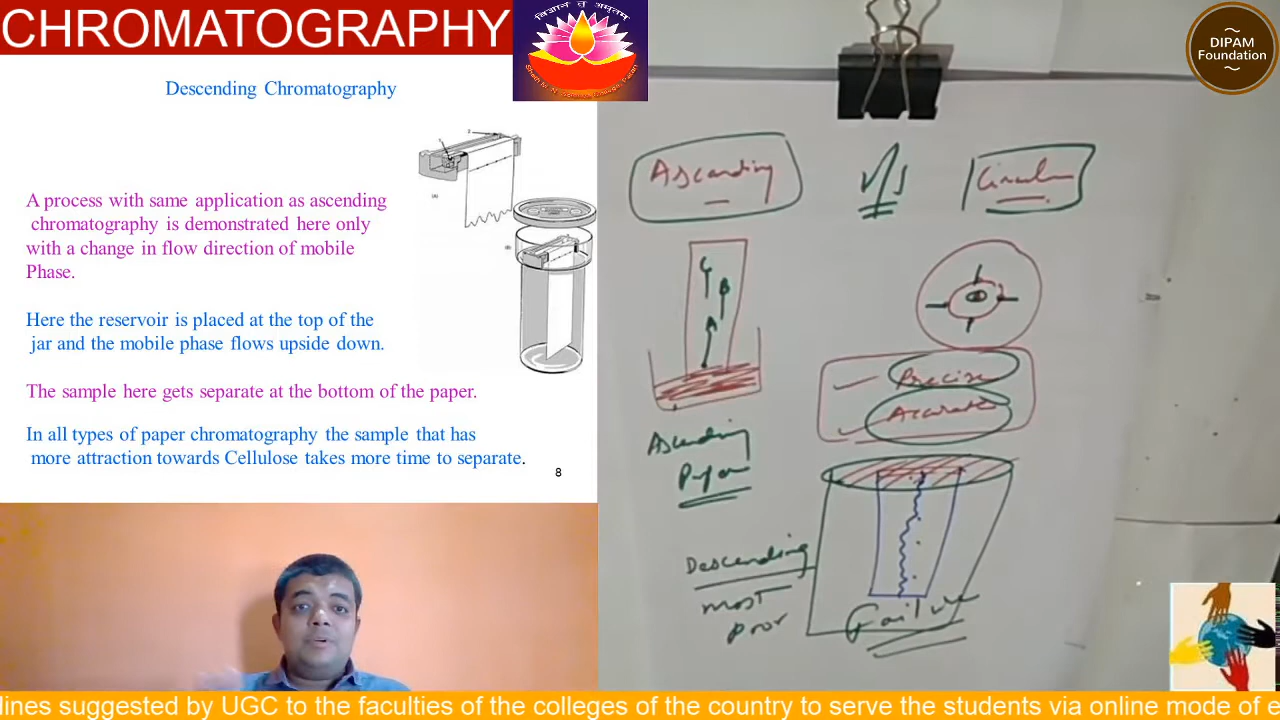 CHROMATOGRAPHY
विज्ञानं तु अमृतम्
DIPAM
Foundation
Descending Chromatography
A process with same application as ascending
chromatography is demonstrated here only
with a change in flow direction of mobile
Phase.
Here the reservoir is placed at the top of the
jar and the mobile phase flows upside down.
The sample here gets separate at the bottom of the paper.
In all types of paper chromatography the sample that has
more attraction towards Cellulose takes more time to separate.
8
Ascending V/s Circular
Precise
Accurate
Ascending
Descending
most
poor
Failure
dines suggested by UGC to the faculties of the colleges of the country to serve the students via online mode of e